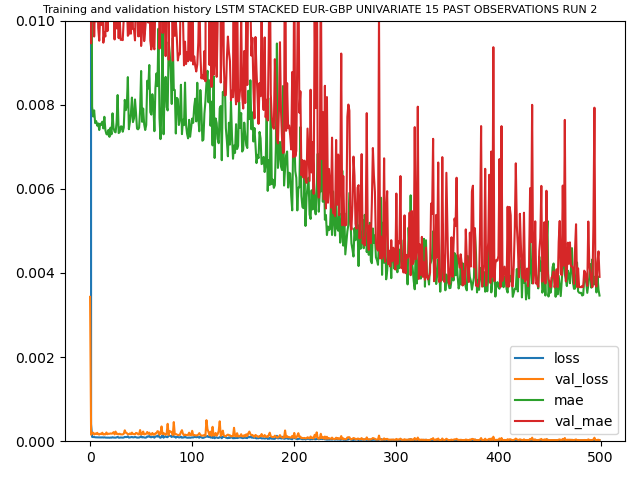 Training and validation history LSTM STACKED EUR-GBP UNIVARIATE 15 PAST OBSERVATIONS RUN 2
0.010
0.008
0.006
0.004
0.002
0.000
0 100 200 300 400 500
loss
val_loss
mae
val_mae